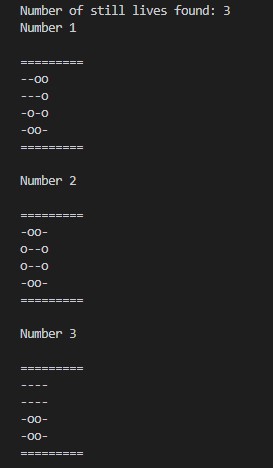 Number of still lives found: 3
Number 1
=========
--oo
---o
-o-o
-oo-
=========
Number 2
=========
-oo-
o--o
o--o
-oo-
=========
Number 3
=========
----
----
-oo-
-oo-
=========